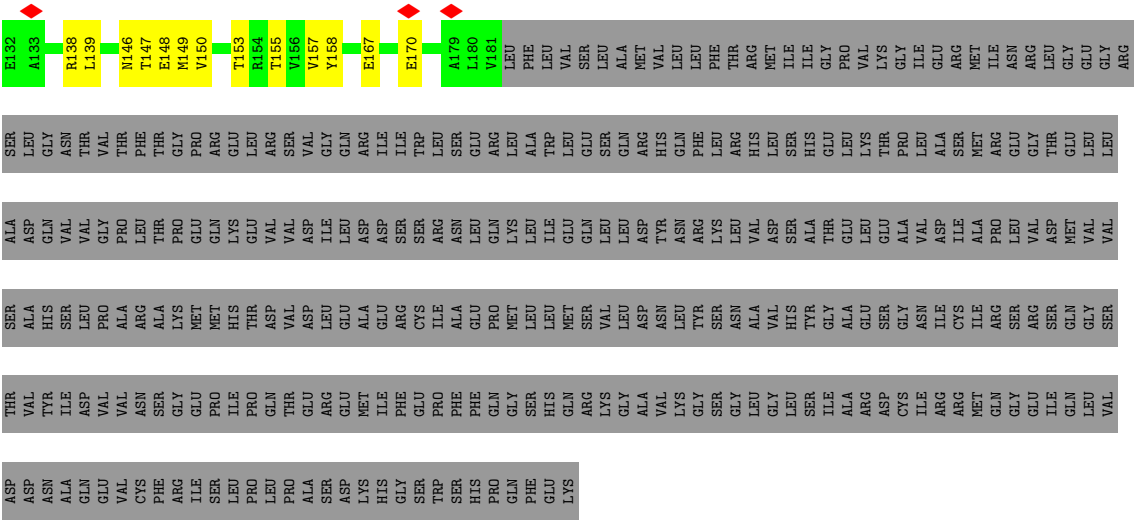 E132 A133 R138 L139 N146 T147 E148 M149 V150 T153 R154 T155 V156 V157 Y158 E167 E170 A179 L180 V181 LEU PHE LEU VAL SER LEU ALA MET VAL LEU LEU PHE THR ARG MET ILE ILE GLY PRO VAL LYS GLY ILE GLU ARG MET ILE ASN ARG LEU GLY GLU GLY ARG
SER LEU GLY ASN THR VAL THR PHE THR GLY PRO ARG GLU LEU ARG SER VAL GLY GLN ARG ILE ILE TRP LEU SER GLU ARG LEU ALA TRP LEU GLU SER GLN ARG HIS GLN PHE LEU ARG HIS LEU SER HIS GLU LEU LYS THR PRO LEU ALA SER MET ARG GLU GLY THR GLU LEU LEU
ALA ASP GLN VAL VAL GLY PRO LEU THR PRO GLU GLN LYS GLU VAL VAL ASP ILE LEU ASP ASP SER SER ARG ASN LEU GLN LYS LEU ILE GLU GLN LEU LEU ASP TYR ASN ARG LYS LEU VAL ASP SER ALA THR GLU LEU GLU ALA VAL ASP ILE ALA PRO LEU VAL ASP MET VAL VAL
SER ALA HIS SER LEU PRO ALA ARG ALA LYS MET MET HIS THR ASP VAL ASP LEU GLU ALA GLU ARG CYS ILE ALA GLU PRO MET LEU LEU MET SER VAL LEU ASP ASN LEU TYR SER ASN ALA VAL HIS TYR GLY ALA GLU SER GLY ASN ILE CYS ILE ARG SER ARG SER GLN GLY SER
THR VAL TYR ILE ASP VAL VAL ASN SER GLY GLU PRO ILE PRO GLN THR GLU ARG GLU MET ILE PHE GLU PRO PHE PHE GLN GLY SER HIS GLN ARG LYS GLY ALA VAL LYS GLY SER GLY LEU GLY LEU SER ILE ALA ARG ASP CYS ILE ARG ARG MET GLN GLY GLU ILE GLN LEU VAL
ASP ASP ASN ALA GLN GLU VAL CYS PHE ARG ILE SER LEU PRO LEU PRO ALA SER ASP LYS HIS GLY SER TRP SER HIS PRO GLN PHE GLU LYS